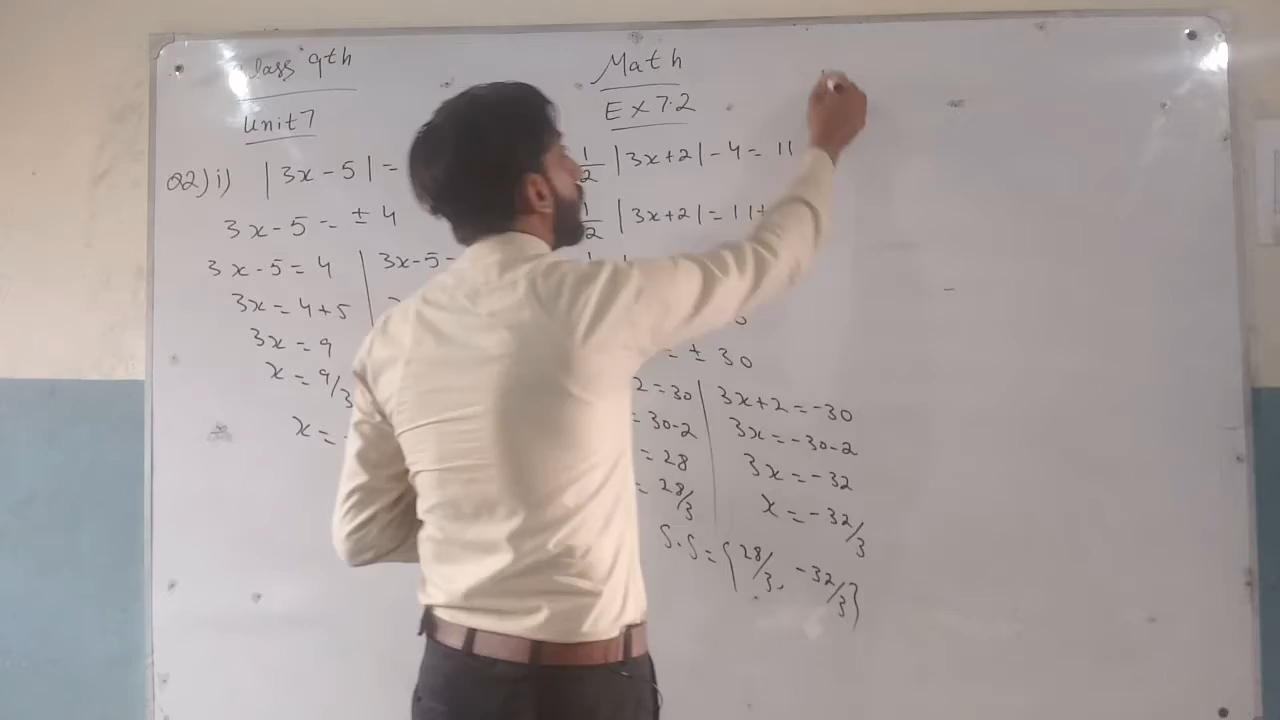 Class 9th
Math
Unit 7
Ex 7.2
Q2) i) |3x - 5| =
3x - 5 = ± 4
3x - 5 = 4
3x - 5 -
3x = 4 + 5
3x = 9
x = 9/3
x =
1/2 |3x+2| - 4 = 11
1/2 |3x+2| = 11+
= ± 30
2 = 30
3x + 2 = -30
= 30-2
3x = -30-2
= 28
3x = -32
= 28/3
x = -32/3
S.S = {28/3, -32/3}